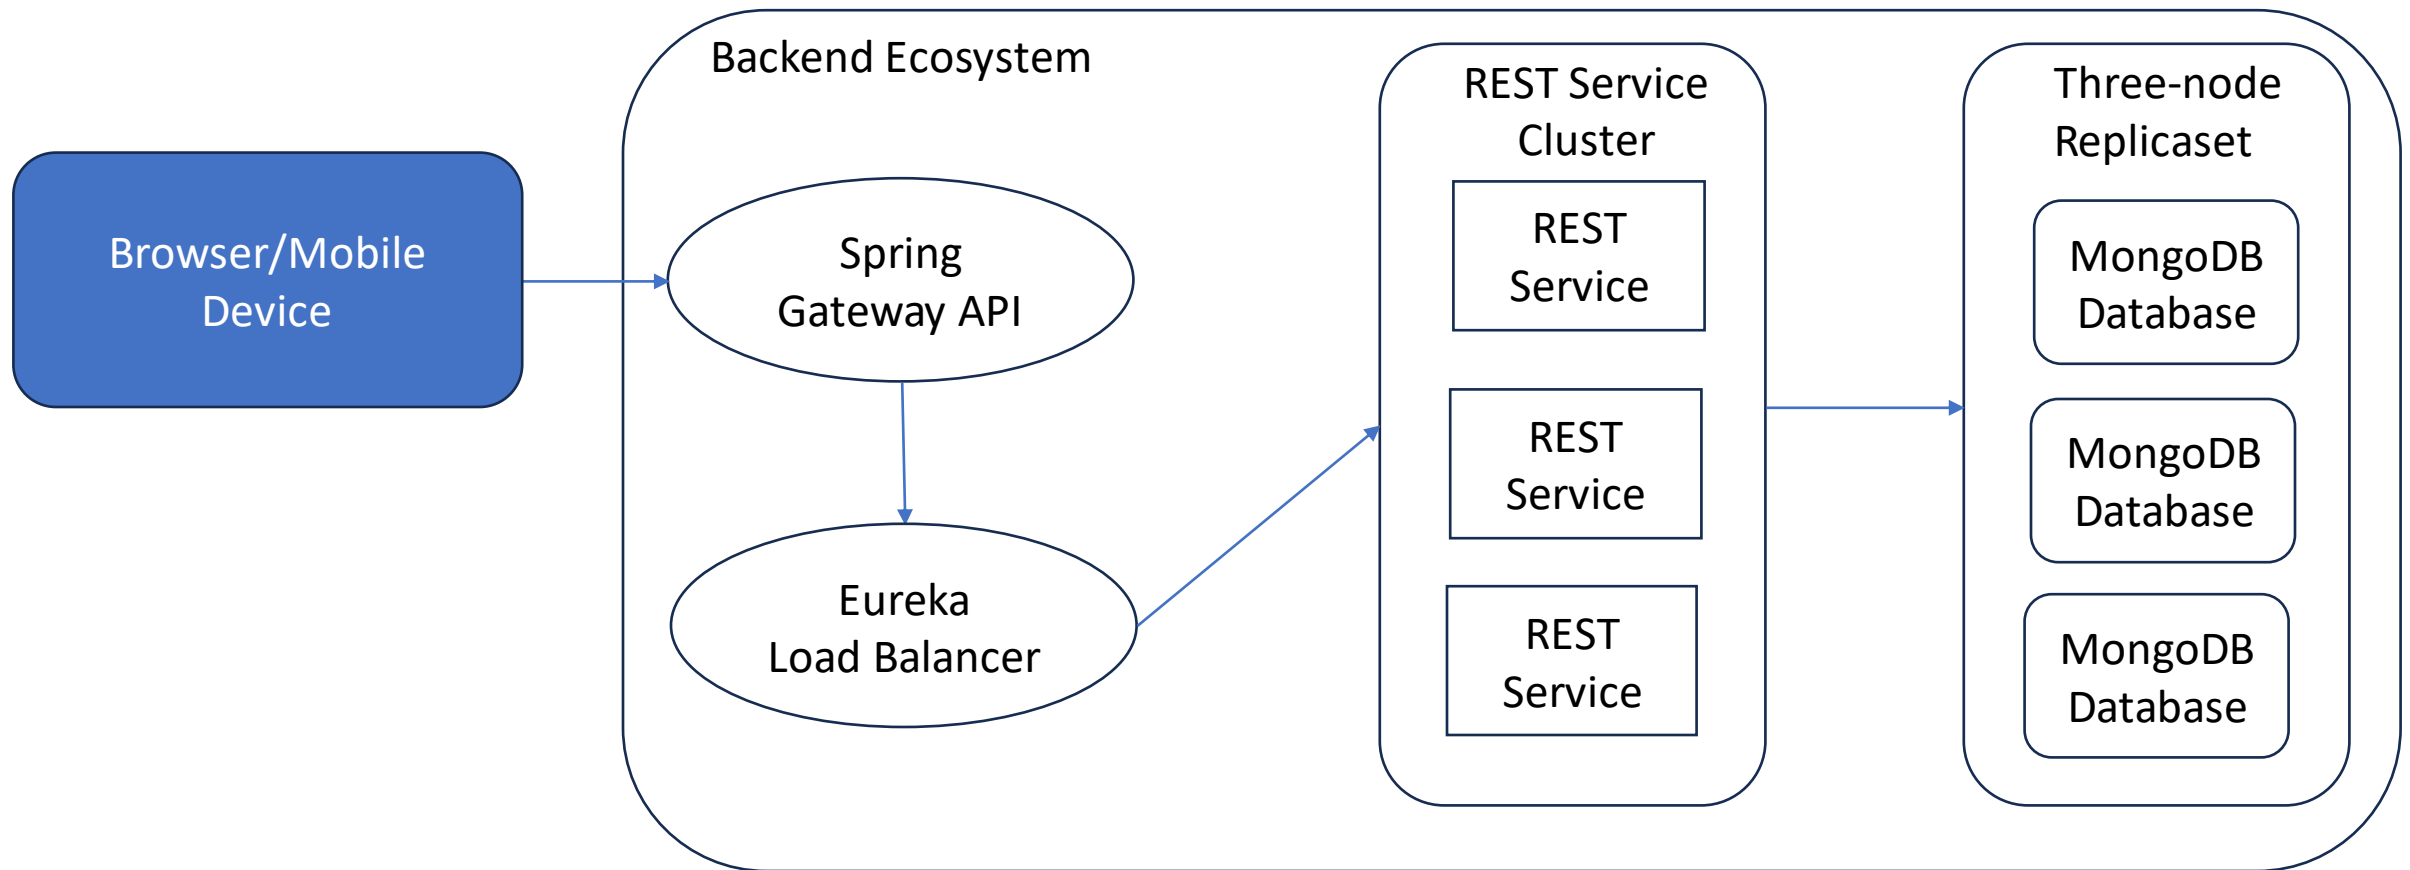 Backend Ecosystem
Browser/Mobile
Device
Spring
Gateway API
Eureka
Load Balancer
REST Service
Cluster
REST
Service
REST
Service
REST
Service
Three-node
Replicaset
MongoDB
Database
MongoDB
Database
MongoDB
Database